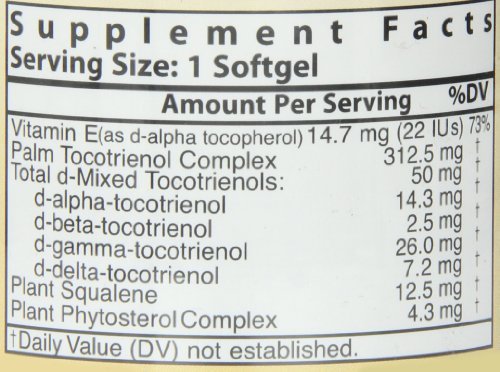 Supplement Facts
Serving Size: 1 Softgel
Amount Per Serving %DV
Vitamin E(as d-alpha tocopherol) 14.7 mg (22 IUs) 73%
Palm Tocotrienol Complex 312.5 mg †
Total d-Mixed Tocotrienols: 50 mg †
d-alpha-tocotrienol 14.3 mg †
d-beta-tocotrienol 2.5 mg †
d-gamma-tocotrienol 26.0 mg †
d-delta-tocotrienol 7.2 mg †
Plant Squalene 12.5 mg †
Plant Phytosterol Complex 4.3 mg †
†Daily Value (DV) not established.